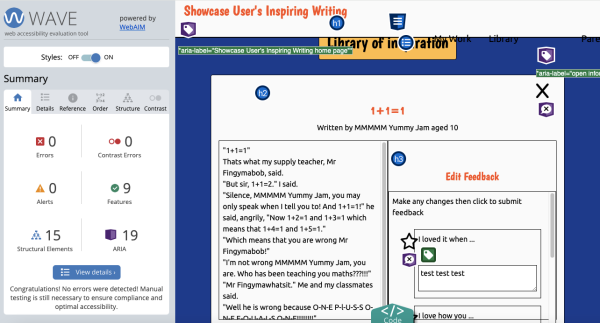 WAVE
web accessibility evaluation tool
powered by
WebAIM
Styles: OFF ON
Summary
Summary Details Reference Order Structure Contrast
0
Errors
0
Contrast Errors
0
Alerts
9
Features
15
Structural Elements
19
ARIA
View details ›
Congratulations! No errors were detected! Manual
testing is still necessary to ensure compliance and
optimal accessibility.
Showcase User's Inspiring Writing
h1
*aria-label="Showcase User's Inspiring Writing home page"
Library of
Work
Library
*aria-label="open infor
h2
X
1+1=1
Written by MMMMM Yummy Jam aged 10
"1+1=1"
Thats what my supply teacher, Mr
Fingymabob, said.
"But sir, 1+1=2." I said.
"Silence, MMMMM Yummy Jam, you may
only speak when I tell you to! And 1+1=1!" he
said, angrily, "Now 1+2=1 and 1+3=1 which
means that 1+4=1 and 1+5=1."
"Which means that you are wrong Mr
Fingymabob!"
"I'm not wrong MMMMM Yummy Jam, you
are. Who has been teaching you maths???!!!"
"Mr Fingymawhatsit." Me and my classmates
said.
"Well he is wrong because O-N-E P-l-U-S-S O-
h3
Edit Feedback
Make any changes then click to submit
feedback
I loved it when ...
test test test
I love how you ...
</>
Code